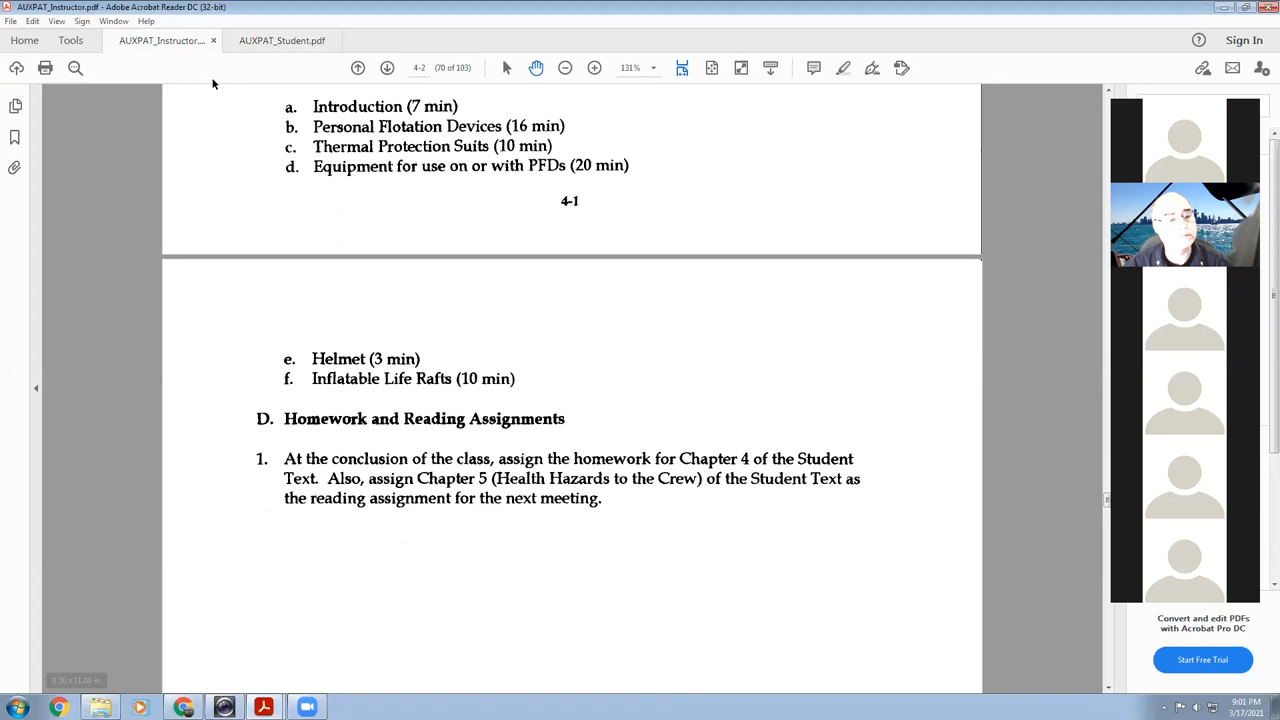 AUXPAT_Instructor.pdf - Adobe Acrobat Reader DC (32-bit)
File Edit View Sign Window Help
Home Tools AUXPAT_Instructor.... × AUXPAT_Student.pdf Sign In
4-2 (70 of 103) 131%
a. Introduction (7 min)
b. Personal Flotation Devices (16 min)
c. Thermal Protection Suits (10 min)
d. Equipment for use on or with PFDs (20 min)
4-1
e. Helmet (3 min)
f. Inflatable Life Rafts (10 min)
D. Homework and Reading Assignments
1. At the conclusion of the class, assign the homework for Chapter 4 of the Student
Text. Also, assign Chapter 5 (Health Hazards to the Crew) of the Student Text as
the reading assignment for the next meeting.
Convert and edit PDFs
with Acrobat Pro DC
Start Free Trial
8.50 x 11.00 in
9:01 PM
3/17/2021